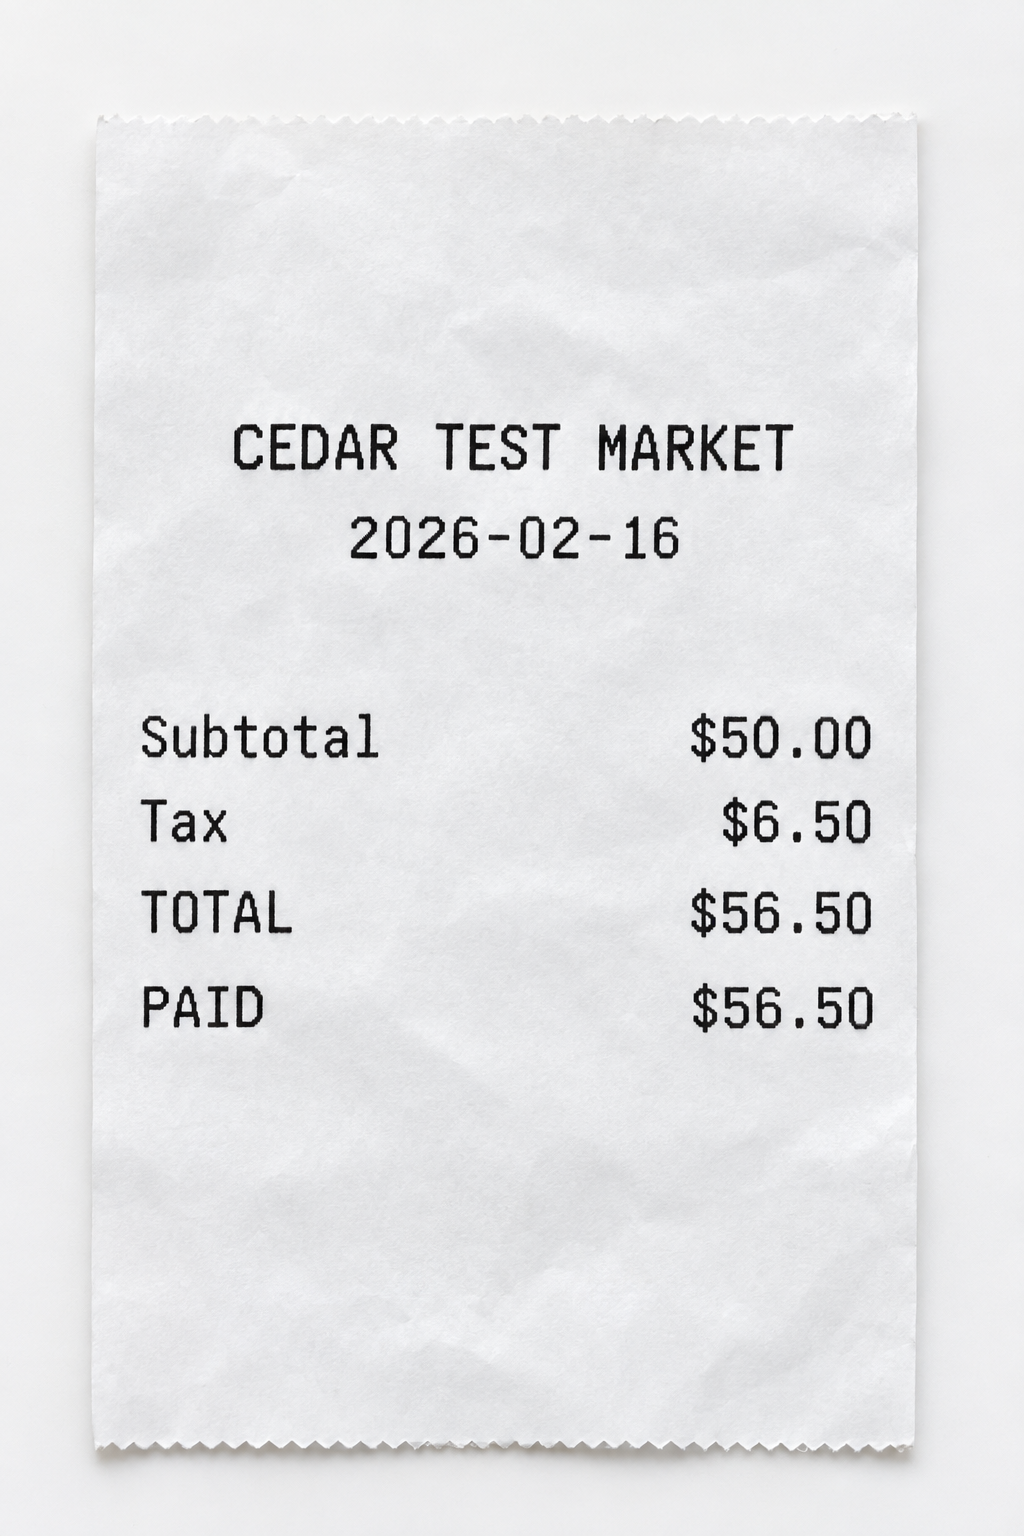 CEDAR TEST MARKET
2026-02-16
Subtotal $50.00
Tax $6.50
TOTAL $56.50
PAID $56.50